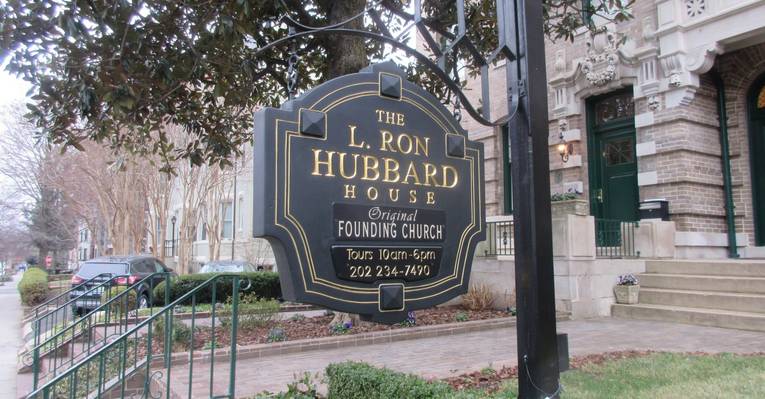 THE
L. RON
HUBBARD
HOUSE
Original
FOUNDING CHURCH
Tours 10am-6pm
202 234-7490